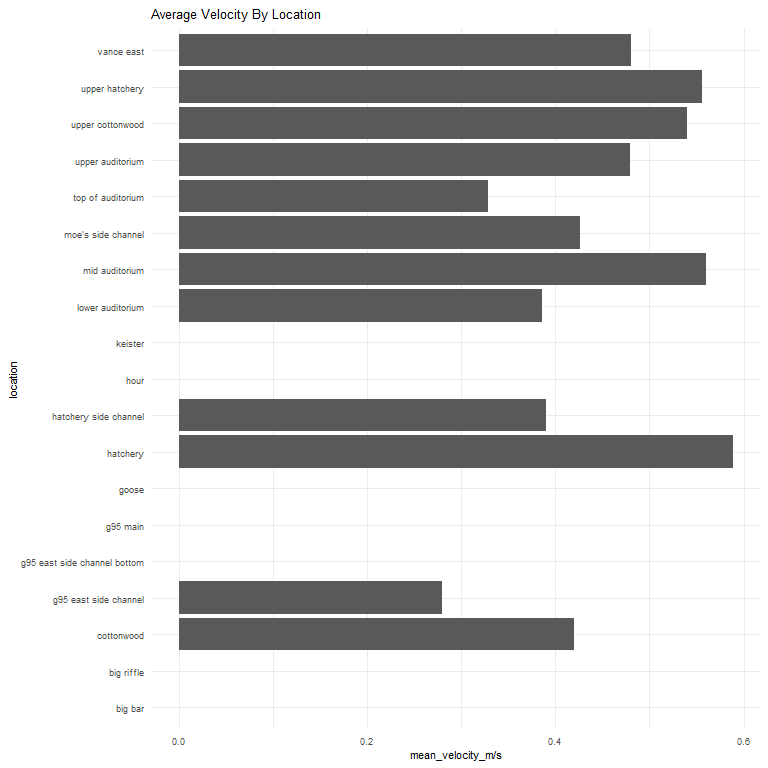 Average Velocity By Location
vance east
upper hatchery
upper cottonwood
upper auditorium
top of auditorium
moe's side channel
mid auditorium
lower auditorium
keister
hour
hatchery side channel
hatchery
goose
g95 main
g95 east side channel bottom
g95 east side channel
cottonwood
big riffle
big bar
location
0.0 0.2 0.4 0.6
mean_velocity_m/s